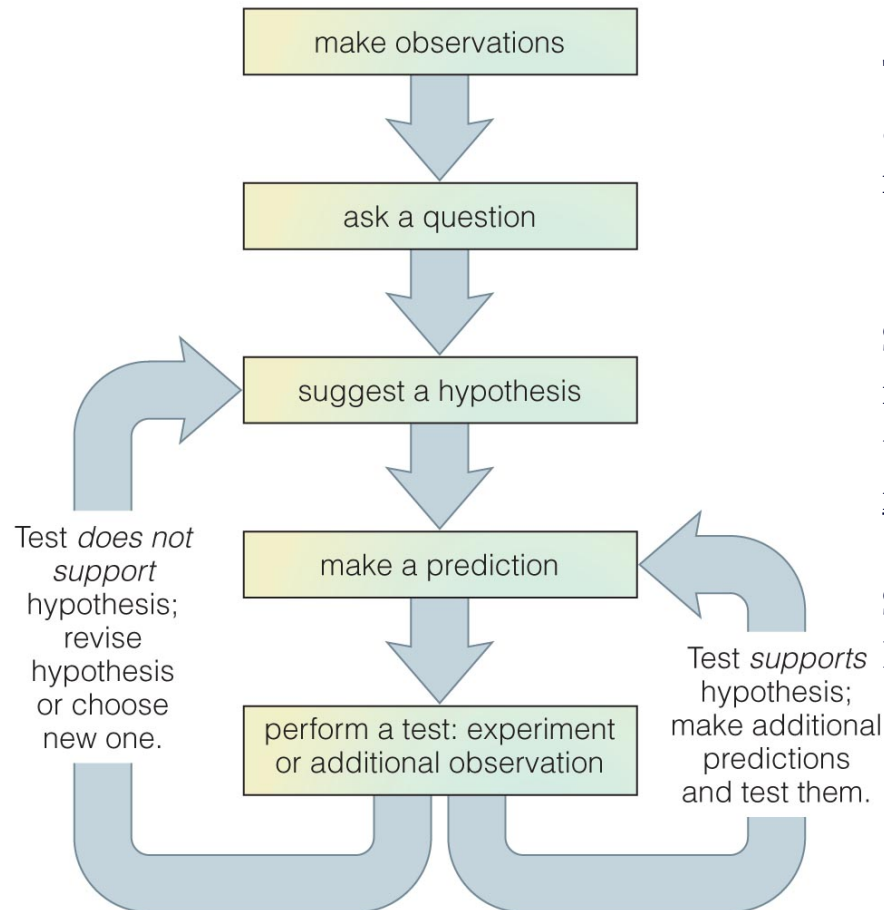 make observations
ask a question
suggest a hypothesis
make a prediction
perform a test: experiment
or additional observation
Test does not
support
hypothesis;
revise
hypothesis
or choose
new one.
Test supports
hypothesis;
make additional
predictions
and test them.